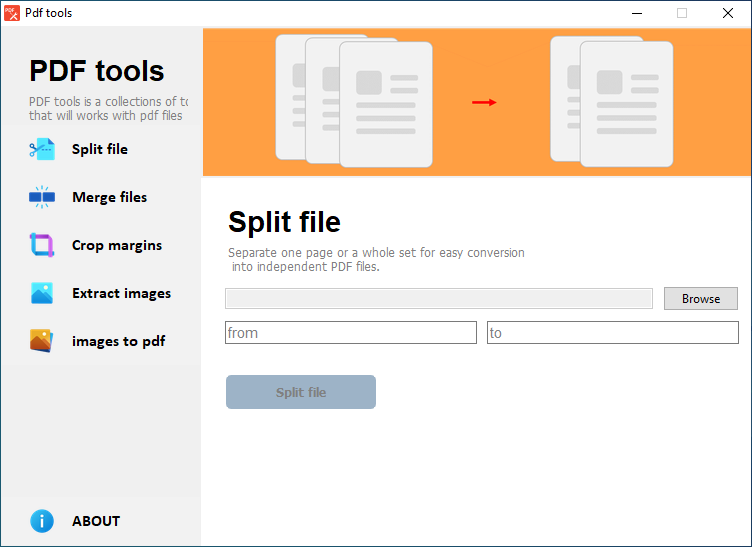 Pdf tools
PDF tools
PDF tools is a collections of to
that will works with pdf files
Split file
Merge files
Crop margins
Extract images
images to pdf
ABOUT
Split file
Separate one page or a whole set for easy conversion
into independent PDF files.
Browse
from
to
Split file